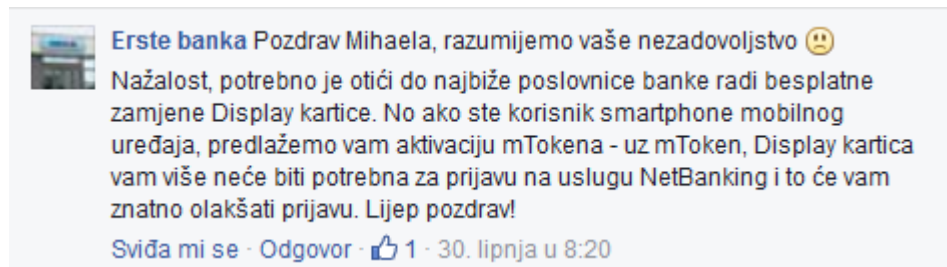 Erste banka Pozdrav Mihaela, razumijemo vaše nezadovoljstvo
Nažalost, potrebno je otići do najbiže poslovnice banke radi besplatne
zamjene Display kartice. No ako ste korisnik smartphone mobilnog
uređaja, predlažemo vam aktivaciju mTokena - uz mToken, Display kartica
vam više neće biti potrebna za prijavu na uslugu NetBanking i to će vam
znatno olakšati prijavu. Lijep pozdrav!
Sviđa mi se · Odgovor · 1 · 30. lipnja u 8:20